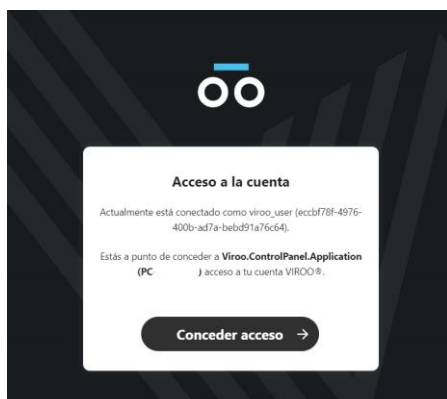 Acceso a la cuenta
Actualmente está conectado como viroo_user (eccbf78f-4976-
400b-ad7a-bebd91a76c64).
Estás a punto de conceder a Viroo.ControlPanel.Application
(PC ) acceso a tu cuenta VIROO®.
Conceder acceso →